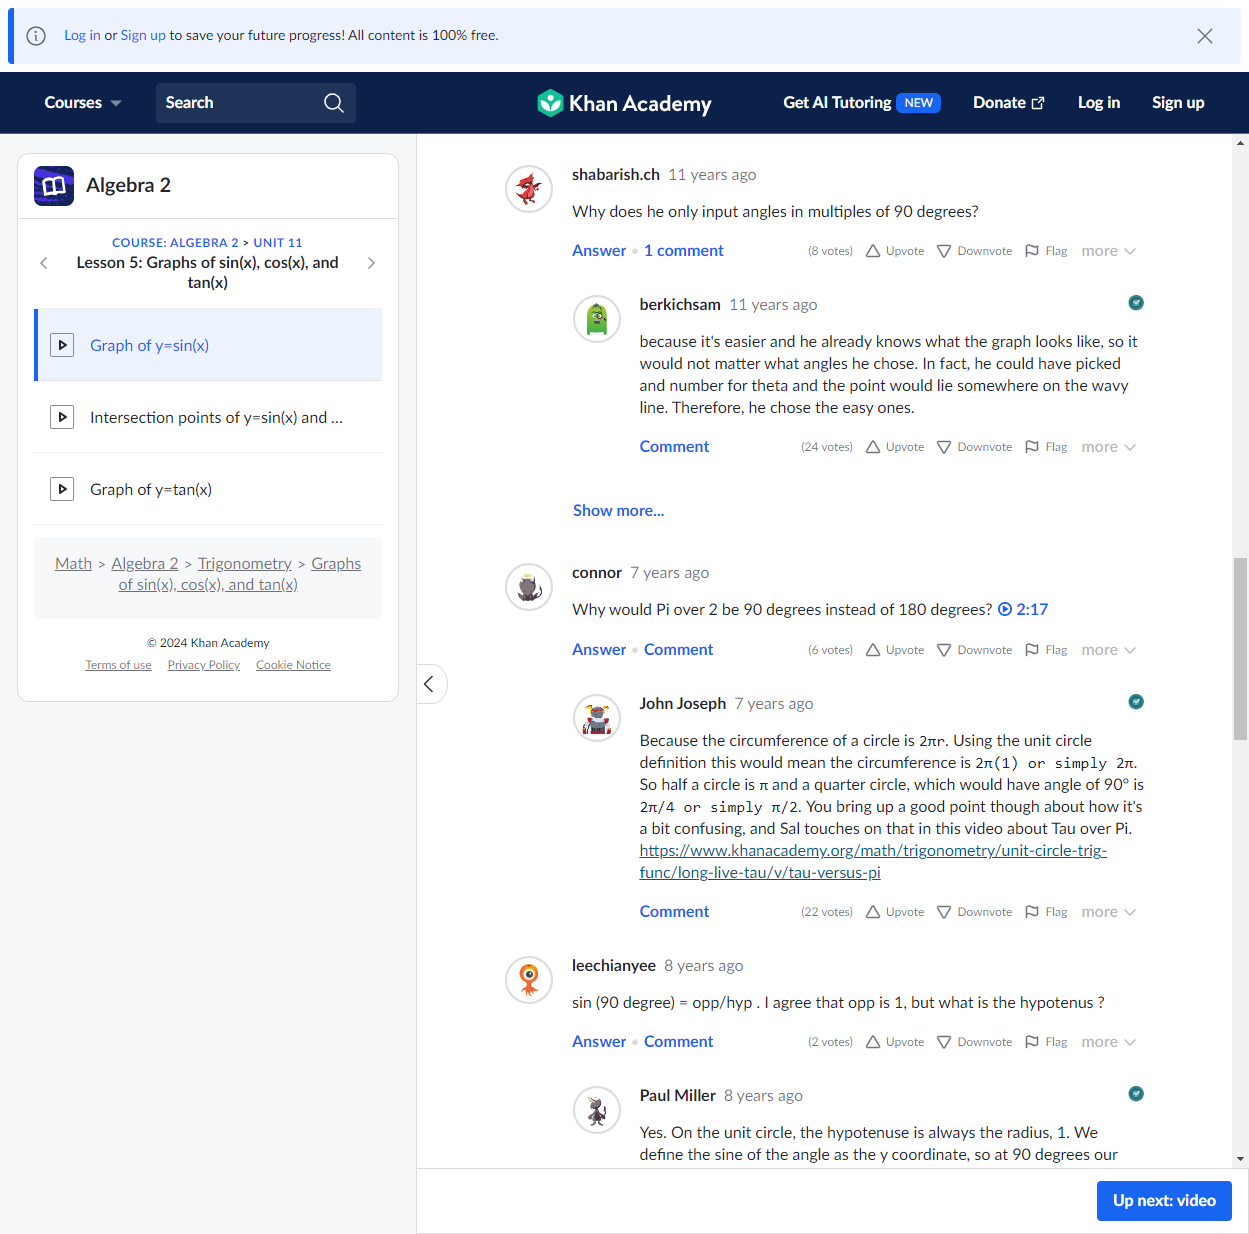 Log in or Sign up to save your future progress! All content is 100% free.
Courses
Search
Khan Academy
Get AI Tutoring NEW
Donate
Log in
Sign up
Algebra 2
COURSE: ALGEBRA 2 > UNIT 11
Lesson 5: Graphs of sin(x), cos(x), and
tan(x)
Graph of y=sin(x)
Intersection points of y=sin(x) and ...
Graph of y=tan(x)
Math > Algebra 2 > Trigonometry > Graphs
of sin(x), cos(x), and tan(x)
© 2024 Khan Academy
Terms of use Privacy Policy Cookie Notice
shabarish.ch 11 years ago
Why does he only input angles in multiples of 90 degrees?
Answer • 1 comment (8 votes) Upvote Downvote Flag more
berkichsam 11 years ago
because it's easier and he already knows what the graph looks like, so it
would not matter what angles he chose. In fact, he could have picked
and number for theta and the point would lie somewhere on the wavy
line. Therefore, he chose the easy ones.
Comment (24 votes) Upvote Downvote Flag more
Show more...
connor 7 years ago
Why would Pi over 2 be 90 degrees instead of 180 degrees? 2:17
Answer • Comment (6 votes) Upvote Downvote Flag more
John Joseph 7 years ago
Because the circumference of a circle is 2πr. Using the unit circle
definition this would mean the circumference is 2π(1) or simply 2π.
So half a circle is π and a quarter circle, which would have angle of 90° is
2π/4 or simply π/2. You bring up a good point though about how it's
a bit confusing, and Sal touches on that in this video about Tau over Pi.
https://www.khanacademy.org/math/trigonometry/unit-circle-trig-
func/long-live-tau/v/tau-versus-pi
Comment (22 votes) Upvote Downvote Flag more
leechianyee 8 years ago
sin (90 degree) = opp/hyp . I agree that opp is 1, but what is the hypotenus ?
Answer • Comment (2 votes) Upvote Downvote Flag more
Paul Miller 8 years ago
Yes. On the unit circle, the hypotenuse is always the radius, 1. We
define the sine of the angle as the y coordinate, so at 90 degrees our
Up next: video